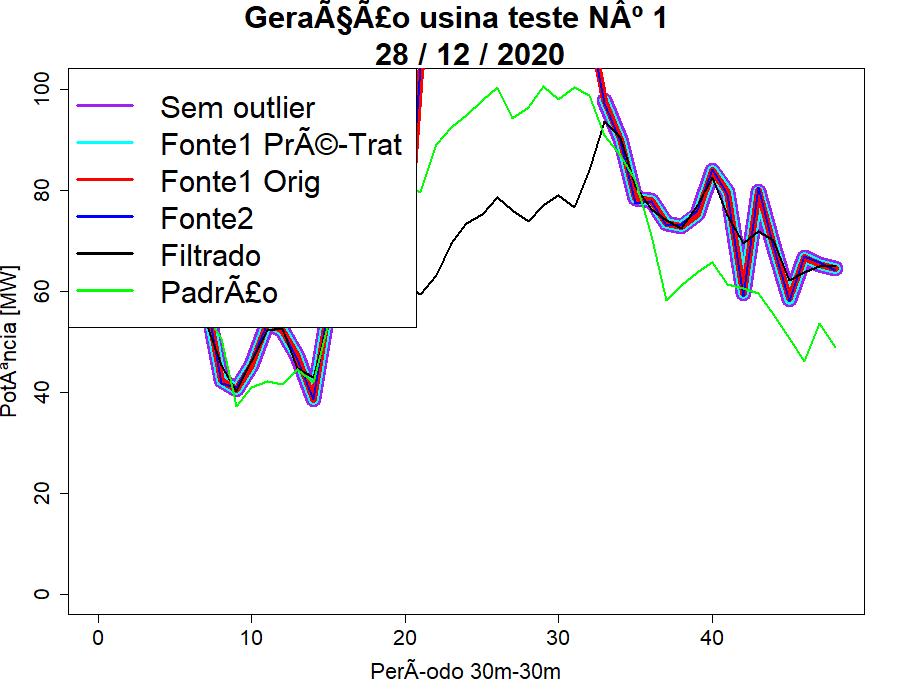 GeraÃ§Ã£o usina teste NÂº 1
28 / 12 / 2020
Sem outlier
Fonte1 PrÃ©-Trat
Fonte1 Orig
Fonte2
Filtrado
PadrÃ£o
PotÃªncia [MW]
100
80
60
40
20
0
0 10 20 30 40
PerÃ-odo 30m-30m